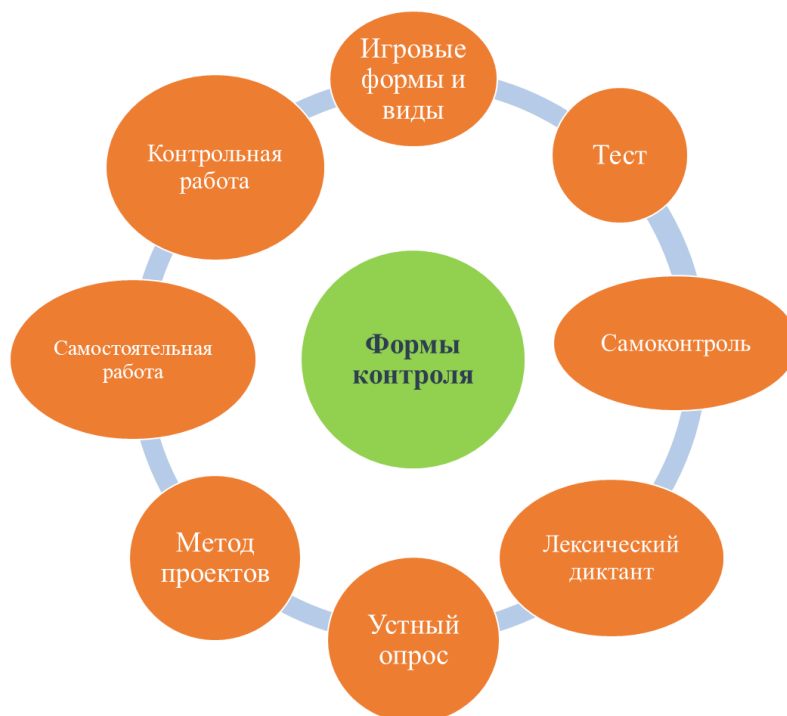 Игровые
формы и
виды
Тест
Самоконтроль
Лексический
диктант
Устный
опрос
Метод
проектов
Самостоятельная
работа
Контрольная
работа
Формы
контроля